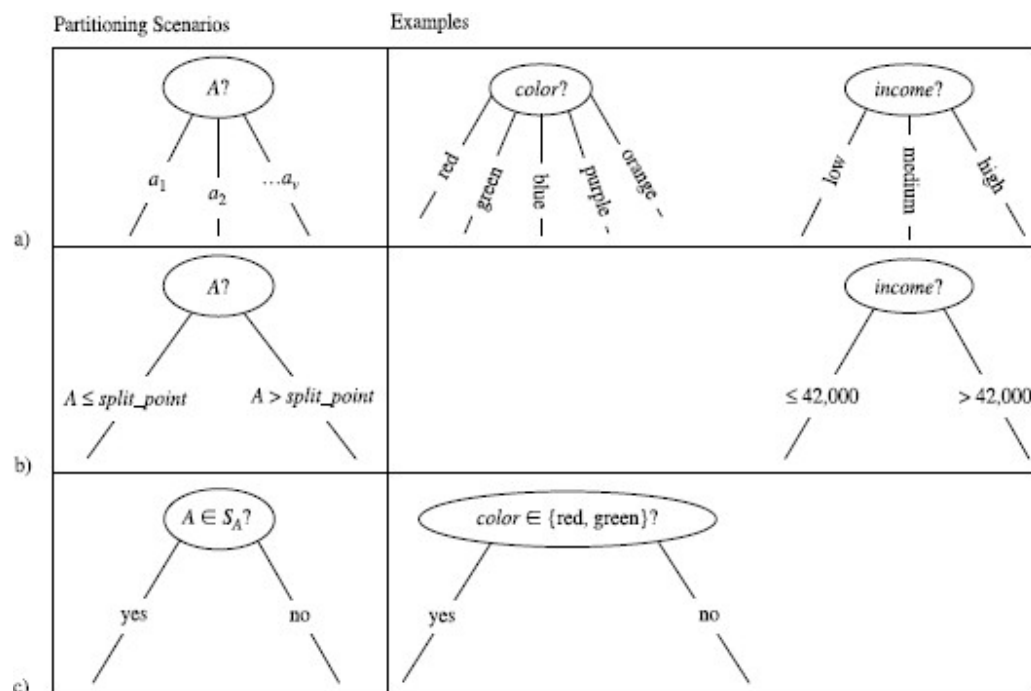 Partitioning Scenarios Examples
A? color? income?
a1 a2 ...av red green blue purple orange low medium high
a)
A? income?
A ≤ split_point A > split_point ≤ 42,000 > 42,000
b)
A ∈ SA? color ∈ {red, green}?
yes no yes no
c)